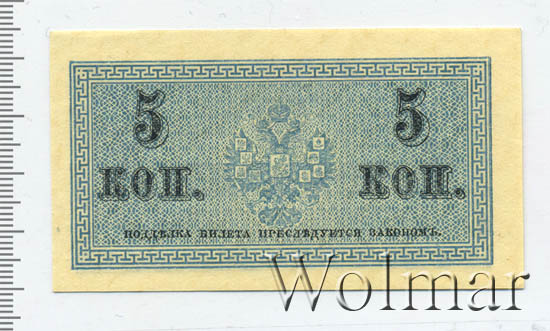 5 5
КОП. КОП.
ПОДДѢЛКА БИЛЕТА ПРЕСЛѢДУЕТСЯ ЗАКОНОМЪ.
Wolmar